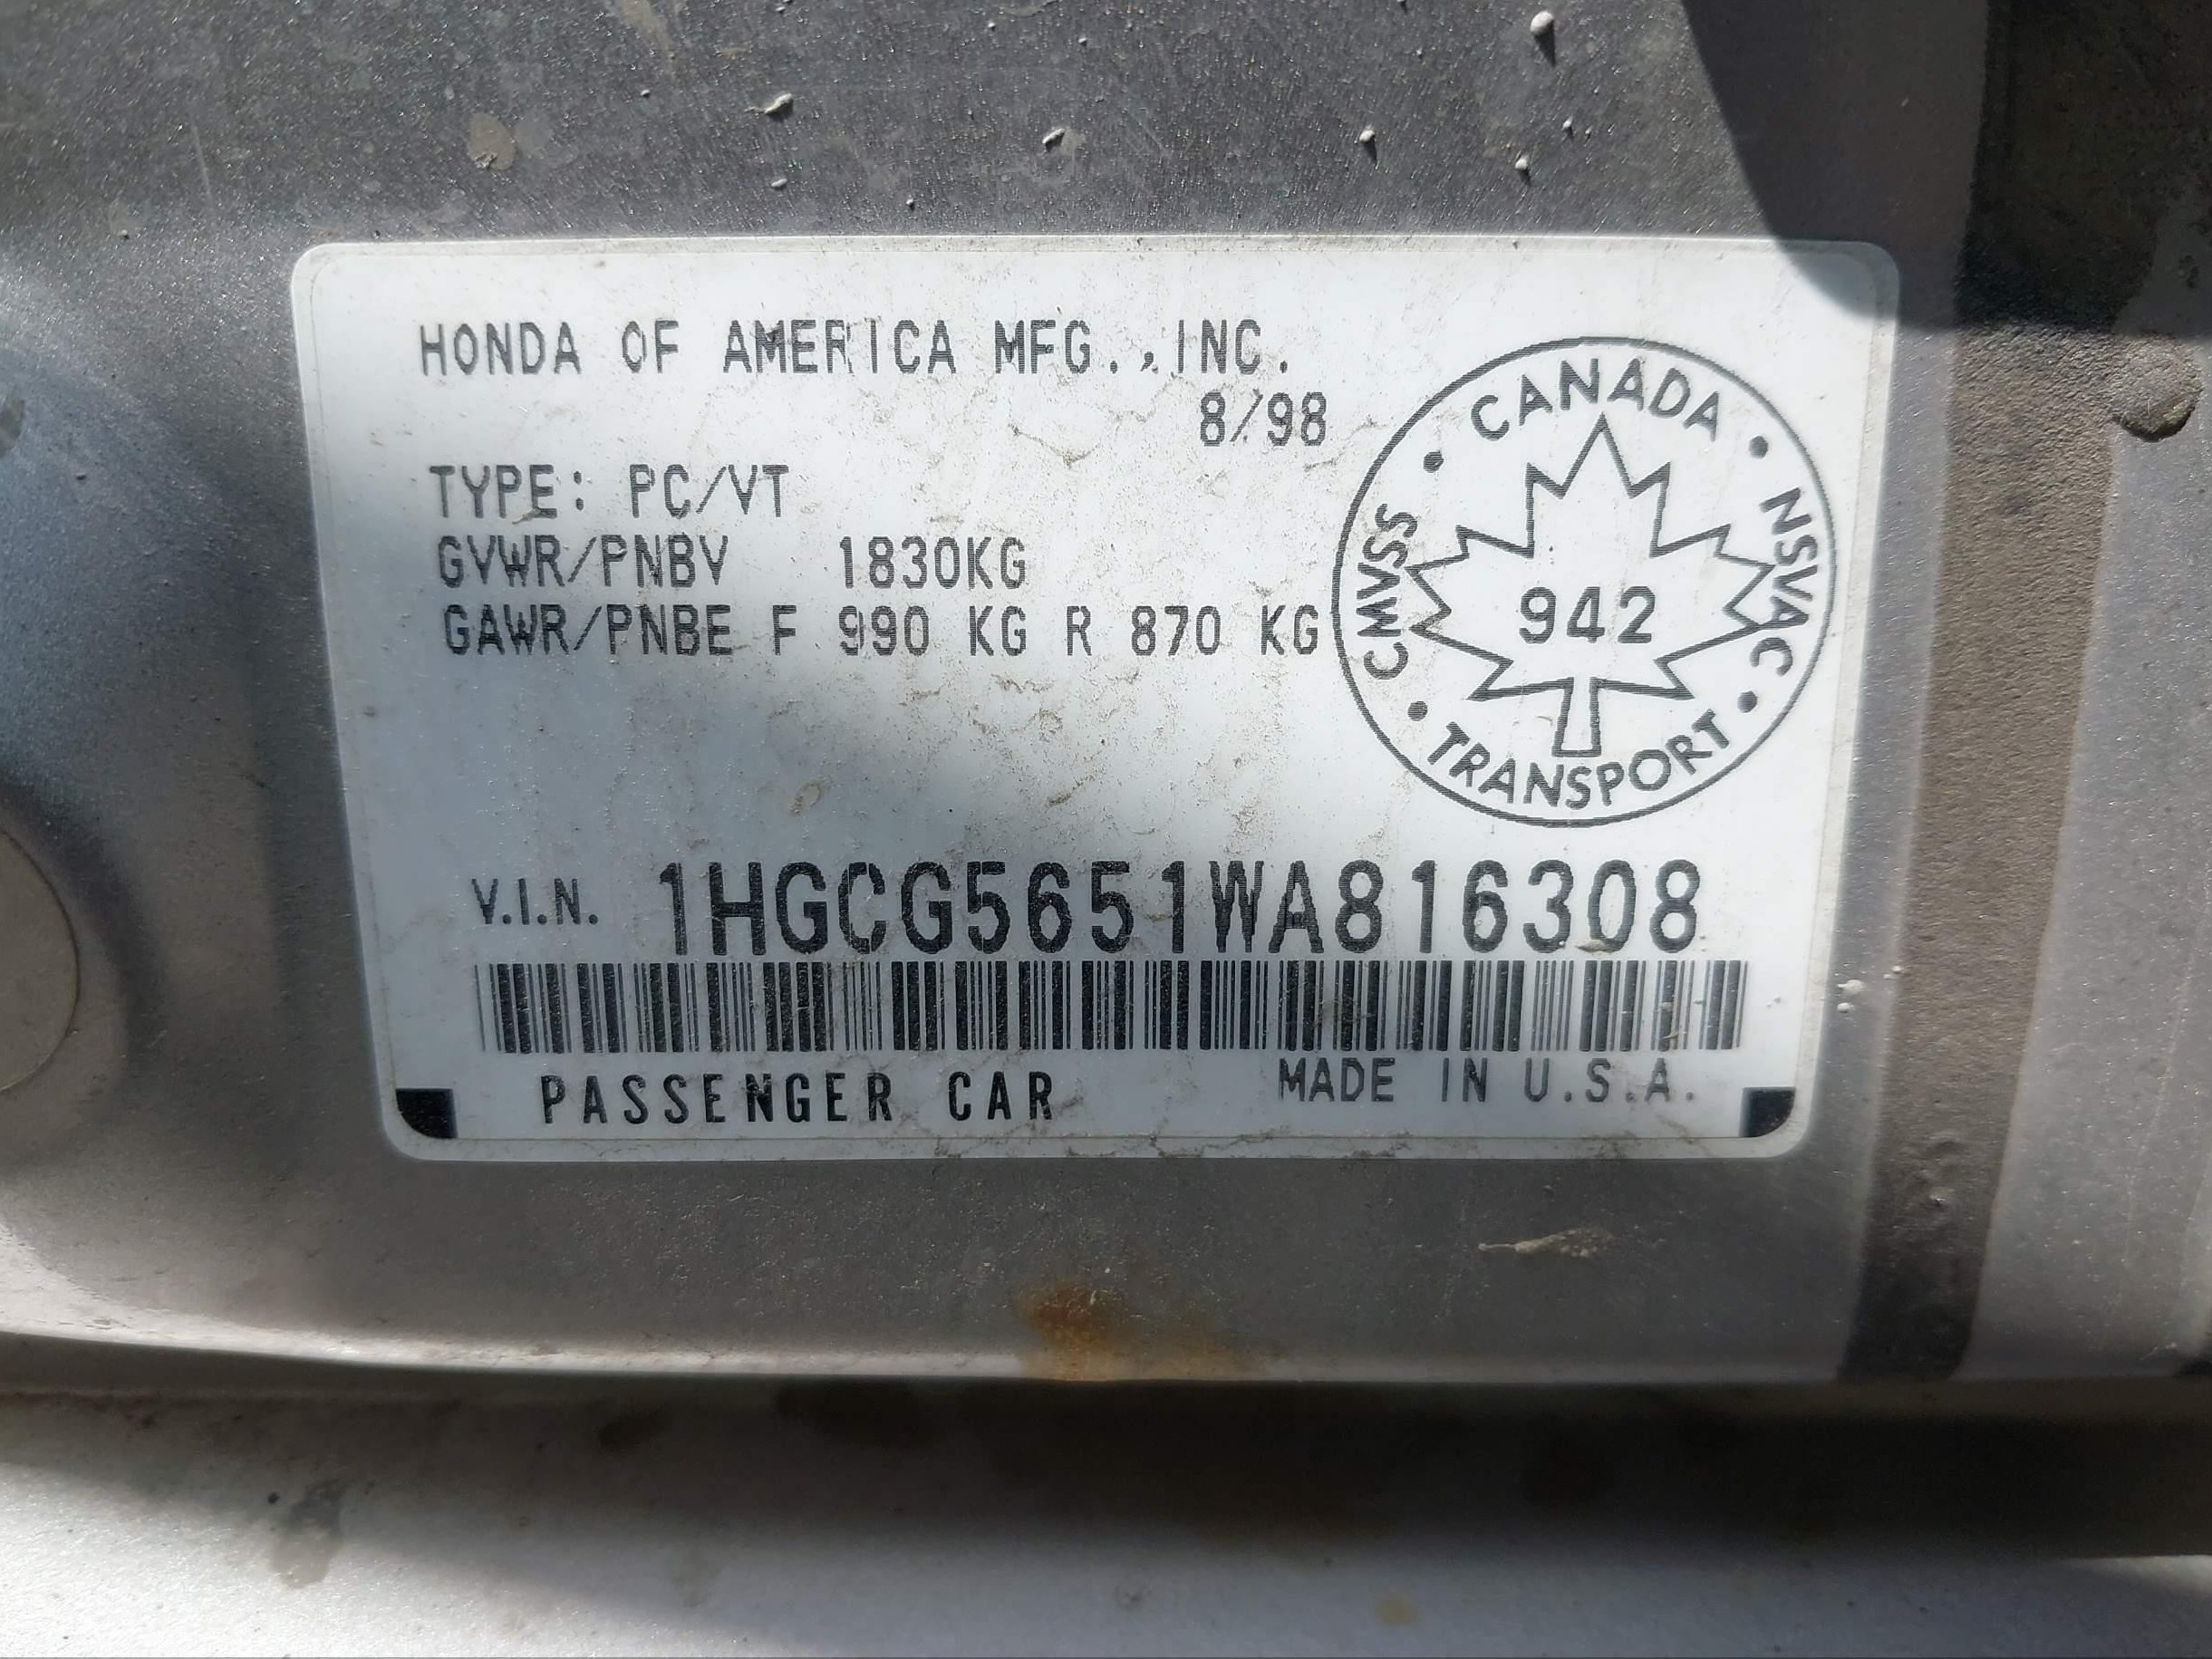 HONDA OF AMERICA MFG.,INC.
8/98
TYPE: PC/VT
GVWR/PNBV 1830KG
GAWR/PNBE F 990 KG R 870 KG
CANADA • NSVAC • TRANSPORT • CMVSS •
942
V.I.N. 1HGCG5651WA816308
PASSENGER CAR MADE IN U.S.A.